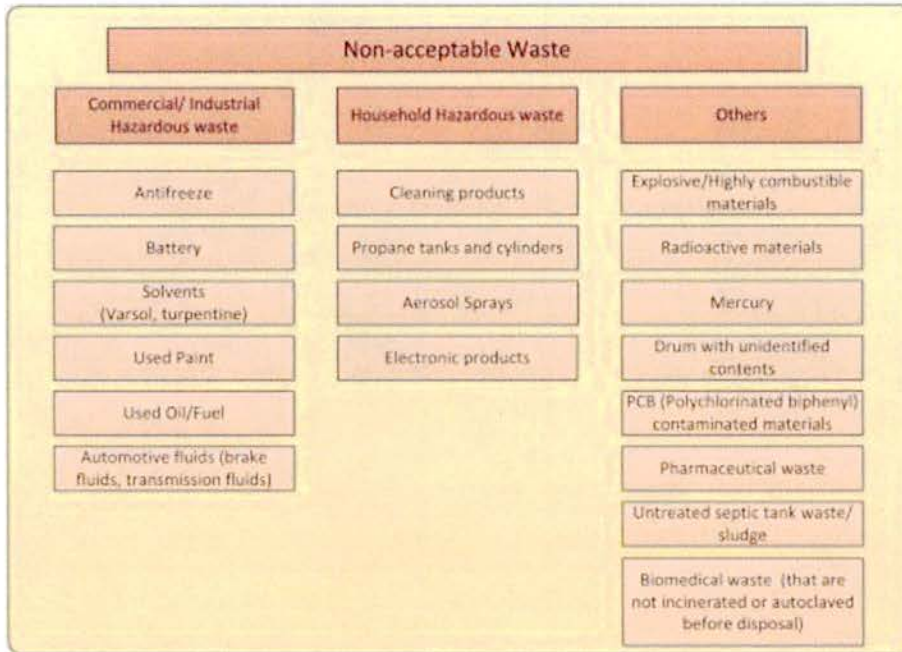 Non-acceptable Waste
Commercial/ Industrial
Hazardous waste
Antifreeze
Battery
Solvents
(Varsol, turpentine)
Used Paint
Used Oil/Fuel
Automotive fluids (brake
fluids, transmission fluids)
Household Hazardous waste
Cleaning products
Propane tanks and cylinders
Aerosol Sprays
Electronic products
Others
Explosive/Highly combustible
materials
Radioactive materials
Mercury
Drum with unidentified
contents
PCB (Polychlorinated biphenyl)
contaminated materials
Pharmaceutical waste
Untreated septic tank waste/
sludge
Biomedical waste (that are
not incinerated or autoclaved
before disposal)